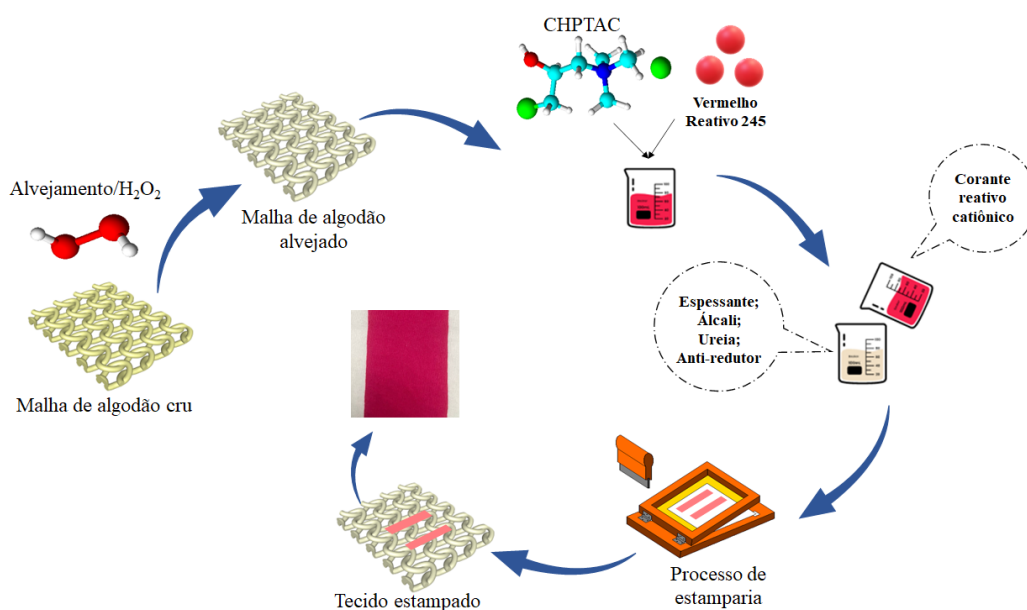 CHPTAC
Vermelho
Reativo 245
Alvejamento/H₂O₂
Malha de algodão
alvejado
Malha de algodão cru
Corante
reativo
catiônico
Espessante;
Álcali;
Ureia;
Anti-redutor
Processo de
estamparia
Tecido estampado